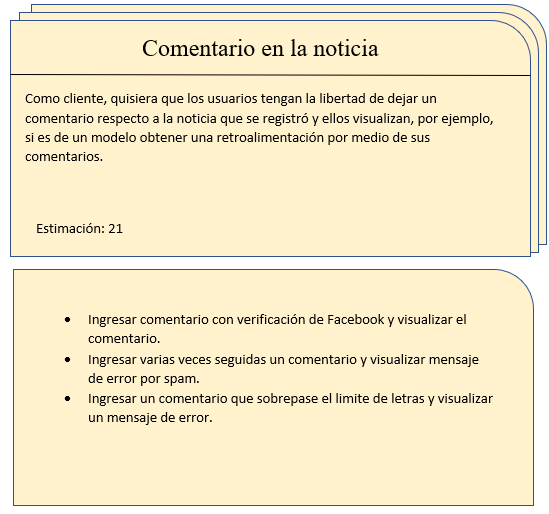 Comentario en la noticia
Como cliente, quisiera que los usuarios tengan la libertad de dejar un
comentario respecto a la noticia que se registró y ellos visualizan, por ejemplo,
si es de un modelo obtener una retroalimentación por medio de sus
comentarios.
Estimación: 21
• Ingresar comentario con verificación de Facebook y visualizar el
comentario.
• Ingresar varias veces seguidas un comentario y visualizar mensaje
de error por spam.
• Ingresar un comentario que sobrepase el limite de letras y visualizar
un mensaje de error.